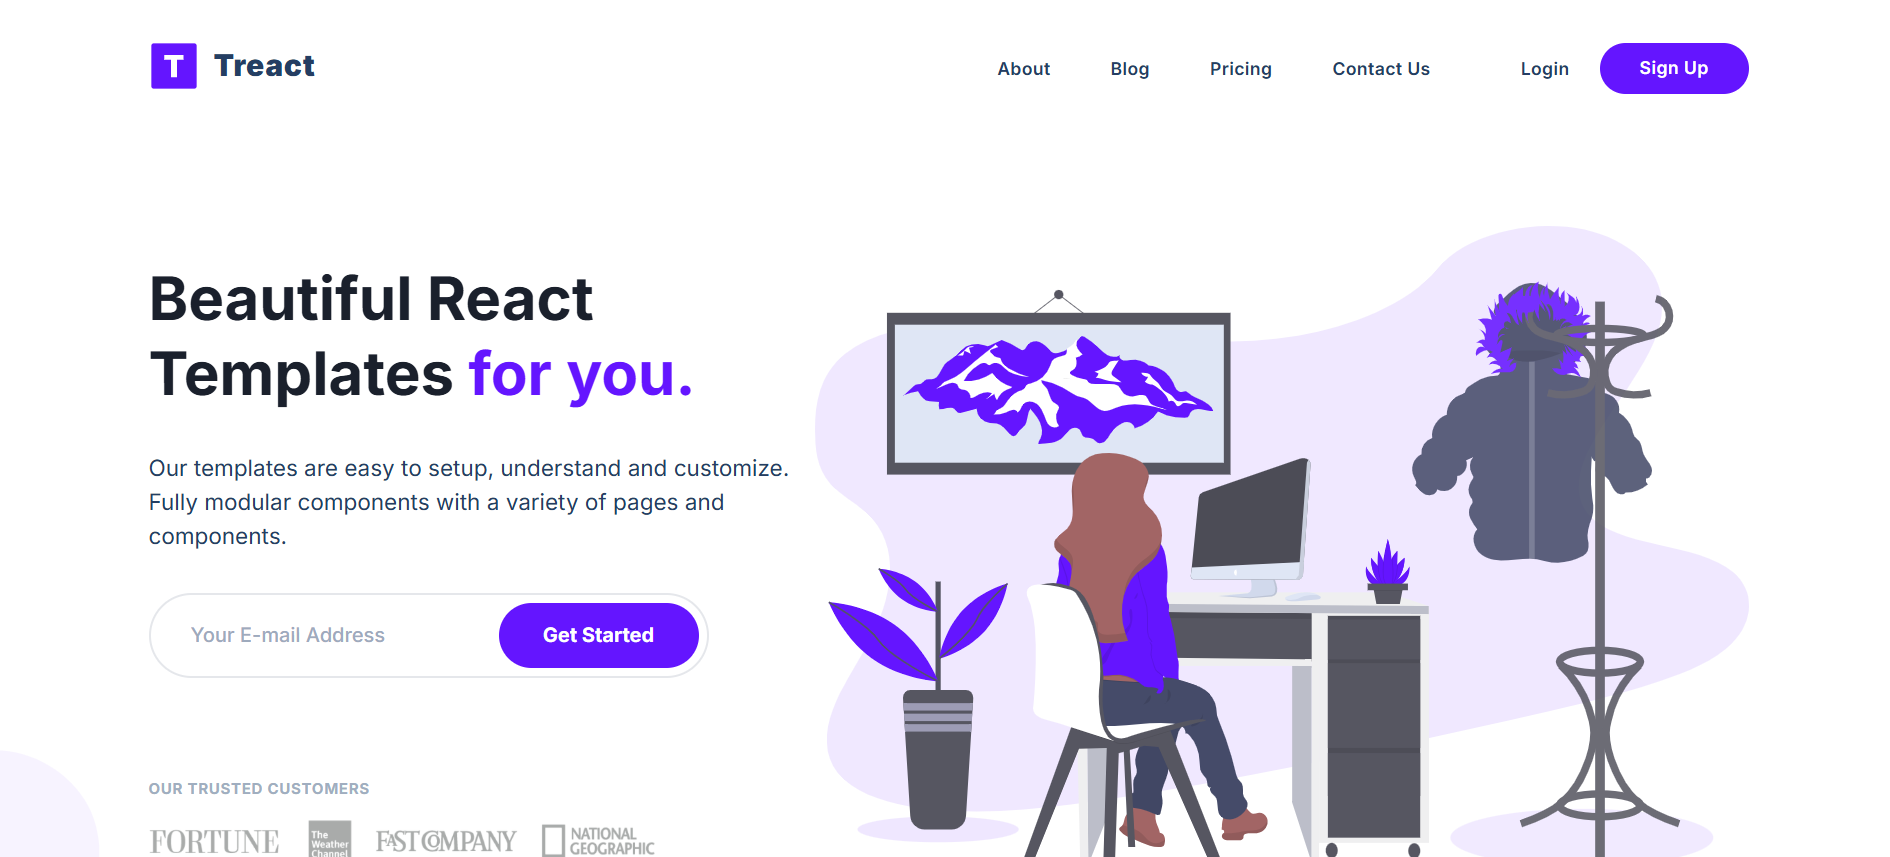 T Treact
About Blog Pricing Contact Us Login Sign Up
Beautiful React
Templates for you.
Our templates are easy to setup, understand and customize.
Fully modular components with a variety of pages and
components.
Your E-mail Address Get Started
OUR TRUSTED CUSTOMERS
FORTUNE
The
Weather
Channel
FAST COMPANY
NATIONAL
GEOGRAPHIC